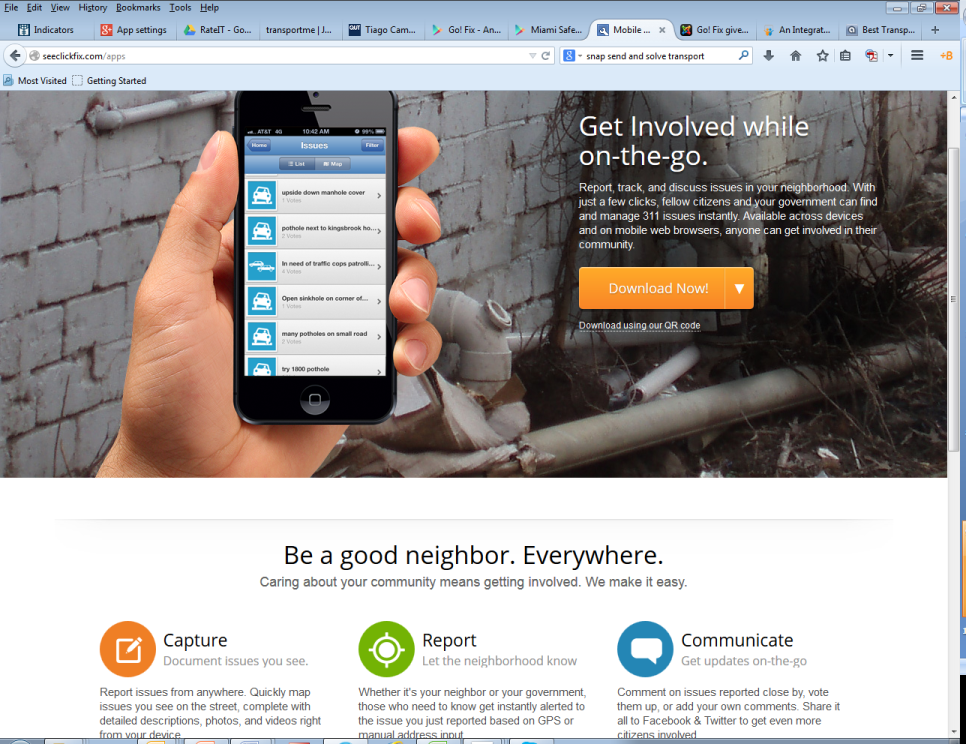 File Edit View History Bookmarks Tools Help
Indicators
App settings
RateIT - Go...
transportme | J...
Tiago Cam...
Go! Fix - An...
Miami Safe...
Mobile ...
Go! Fix give...
An Integrat...
Best Transp...
seeclickfix.com/apps
snap send and solve transport
Most Visited
Getting Started
AT&T 4G 10:42 AM 99%
Home Issues Filter
List Map
upside down manhole cover
1 Votes
pothole next to kingsbrook ho...
2 Votes
In need of traffic cops patrolli...
4 Votes
Open sinkhole on corner of...
1 Votes
many potholes on small road
2 Votes
try 1800 pothole
Get Involved while
on-the-go.
Report, track, and discuss issues in your neighborhood. With
just a few clicks, fellow citizens and your government can find
and manage 311 issues instantly. Available across devices
and on mobile web browsers, anyone can get involved in their
community.
Download Now!
Download using our QR code
Be a good neighbor. Everywhere.
Caring about your community means getting involved. We make it easy.
Capture
Document issues you see.
Report issues from anywhere. Quickly map
issues you see on the street, complete with
detailed descriptions, photos, and videos right
from your device
Report
Let the neighborhood know
Whether it's your neighbor or your government,
those who need to know get instantly alerted to
the issue you just reported based on GPS or
manual address input
Communicate
Get updates on-the-go
Comment on issues reported close by, vote
them up, or add your own comments. Share it
all to Facebook & Twitter to get even more
citizens involved